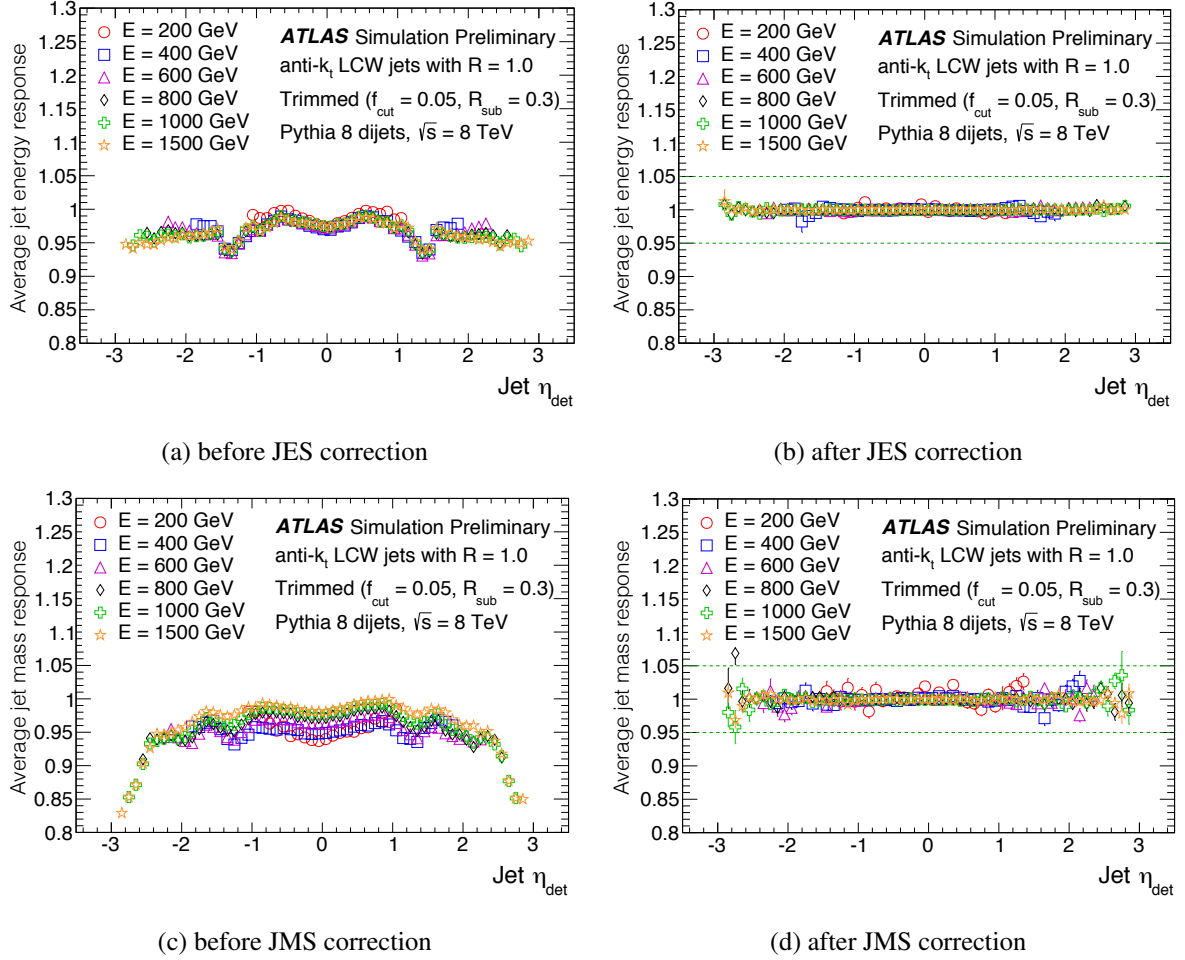 1.3
1.25
1.2
1.15
1.1
1.05
1
0.95
0.9
0.85
0.8
Average jet energy response
E = 200 GeV
E = 400 GeV
E = 600 GeV
E = 800 GeV
E = 1000 GeV
E = 1500 GeV
ATLAS Simulation Preliminary
anti-kt LCW jets with R = 1.0
Trimmed (fcut = 0.05, Rsub = 0.3)
Pythia 8 dijets, √s = 8 TeV
-3 -2 -1 0 1 2 3
Jet ηdet
(a) before JES correction
1.3
1.25
1.2
1.15
1.1
1.05
1
0.95
0.9
0.85
0.8
Average jet energy response
E = 200 GeV
E = 400 GeV
E = 600 GeV
E = 800 GeV
E = 1000 GeV
E = 1500 GeV
ATLAS Simulation Preliminary
anti-kt LCW jets with R = 1.0
Trimmed (fcut = 0.05, Rsub = 0.3)
Pythia 8 dijets, √s = 8 TeV
-3 -2 -1 0 1 2 3
Jet ηdet
(b) after JES correction
1.3
1.25
1.2
1.15
1.1
1.05
1
0.95
0.9
0.85
0.8
Average jet mass response
E = 200 GeV
E = 400 GeV
E = 600 GeV
E = 800 GeV
E = 1000 GeV
E = 1500 GeV
ATLAS Simulation Preliminary
anti-kt LCW jets with R = 1.0
Trimmed (fcut = 0.05, Rsub = 0.3)
Pythia 8 dijets, √s = 8 TeV
-3 -2 -1 0 1 2 3
Jet ηdet
(c) before JMS correction
1.3
1.25
1.2
1.15
1.1
1.05
1
0.95
0.9
0.85
0.8
Average jet mass response
E = 200 GeV
E = 400 GeV
E = 600 GeV
E = 800 GeV
E = 1000 GeV
E = 1500 GeV
ATLAS Simulation Preliminary
anti-kt LCW jets with R = 1.0
Trimmed (fcut = 0.05, Rsub = 0.3)
Pythia 8 dijets, √s = 8 TeV
-3 -2 -1 0 1 2 3
Jet ηdet
(d) after JMS correction